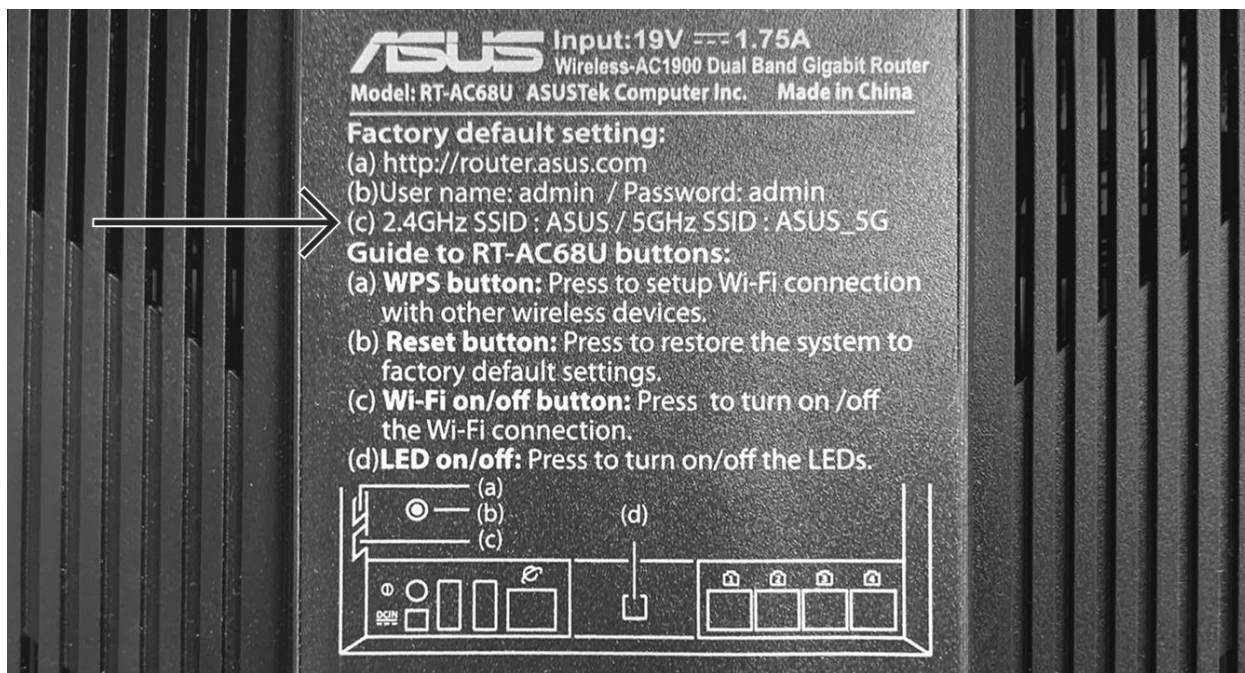 ASUS Input:19V ⎓ 1.75A
Wireless-AC1900 Dual Band Gigabit Router
Model: RT-AC68U ASUSTek Computer Inc. Made in China
Factory default setting:
(a) http://router.asus.com
(b)User name: admin / Password: admin
(c) 2.4GHz SSID : ASUS / 5GHz SSID : ASUS_5G
Guide to RT-AC68U buttons:
(a) WPS button: Press to setup Wi-Fi connection
with other wireless devices.
(b) Reset button: Press to restore the system to
factory default settings.
(c) Wi-Fi on/off button: Press to turn on /off
the Wi-Fi connection.
(d)LED on/off: Press to turn on/off the LEDs.
(a)
(b) (d)
(c)
1 2 3 4
DCIN